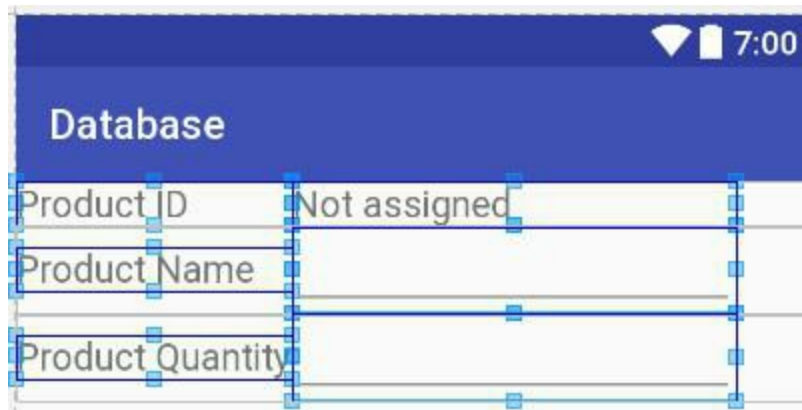 7:00
Database
Product ID Not assigned
Product Name
Product Quantity